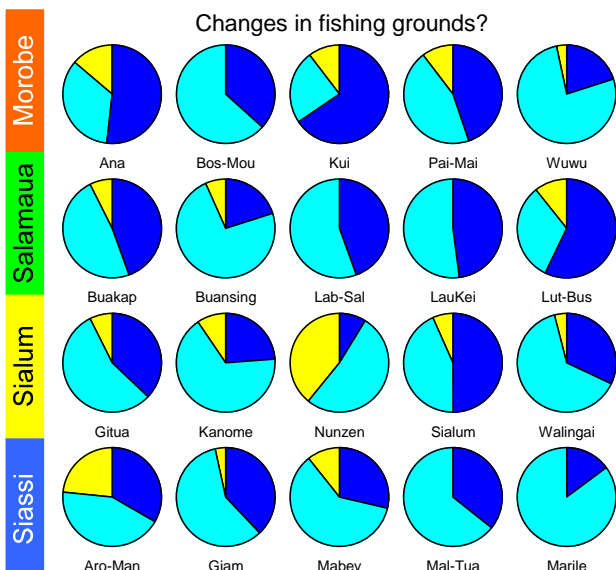 Changes in fishing grounds?
Morobe
Ana Bos-Mou Kui Pai-Mai Wuwu
Salamaua
Buakap Buansing Lab-Sal LauKei Lut-Bus
Sialum
Gitua Kanome Nunzen Sialum Walingai
Siassi
Aro-Man Giam Mabey Mal-Tua Marile